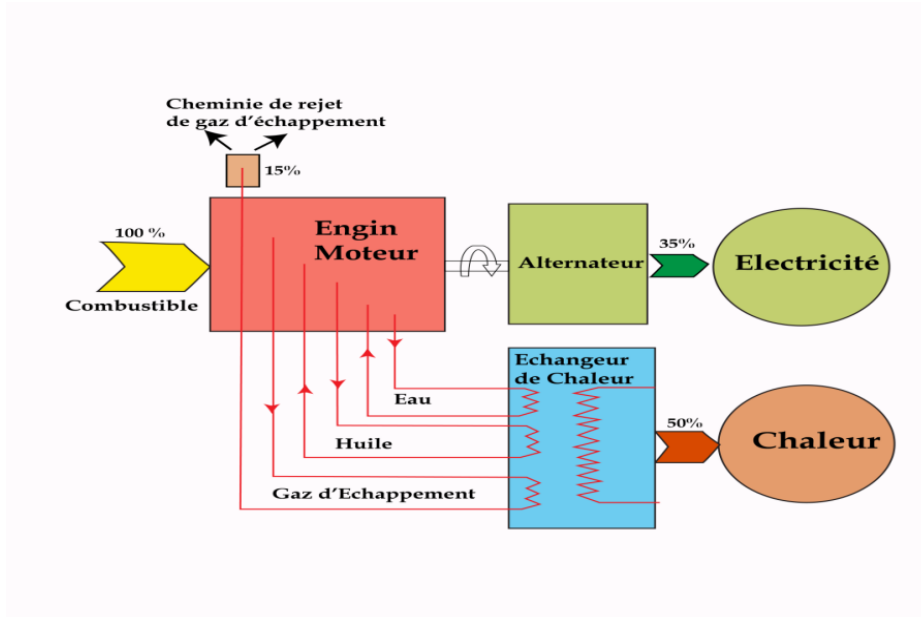 Cheminie de rejet
de gaz d'échappement
15%
100 %
Combustible
Engin
Moteur
Alternateur
35%
Electricité
Echangeur
de Chaleur
Eau
Huile
Gaz d'Echappement
50%
Chaleur